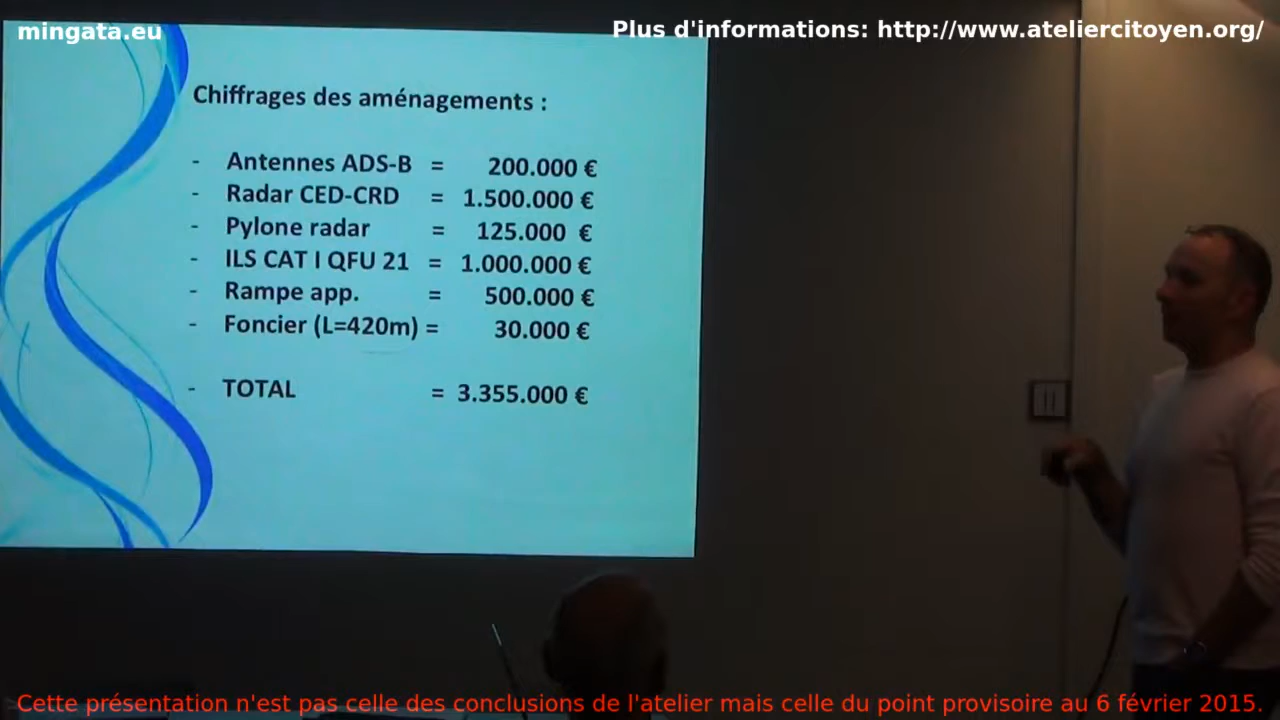 mingata.eu
Plus d'informations: http://www.ateliercitoyen.org/
Chiffrages des aménagements :
- Antennes ADS-B = 200.000 €
- Radar CED-CRD = 1.500.000 €
- Pylone radar = 125.000 €
- ILS CAT I QFU 21 = 1.000.000 €
- Rampe app. = 500.000 €
- Foncier (L=420m) = 30.000 €
- TOTAL = 3.355.000 €
Cette présentation n'est pas celle des conclusions de l'atelier mais celle du point provisoire au 6 février 2015.